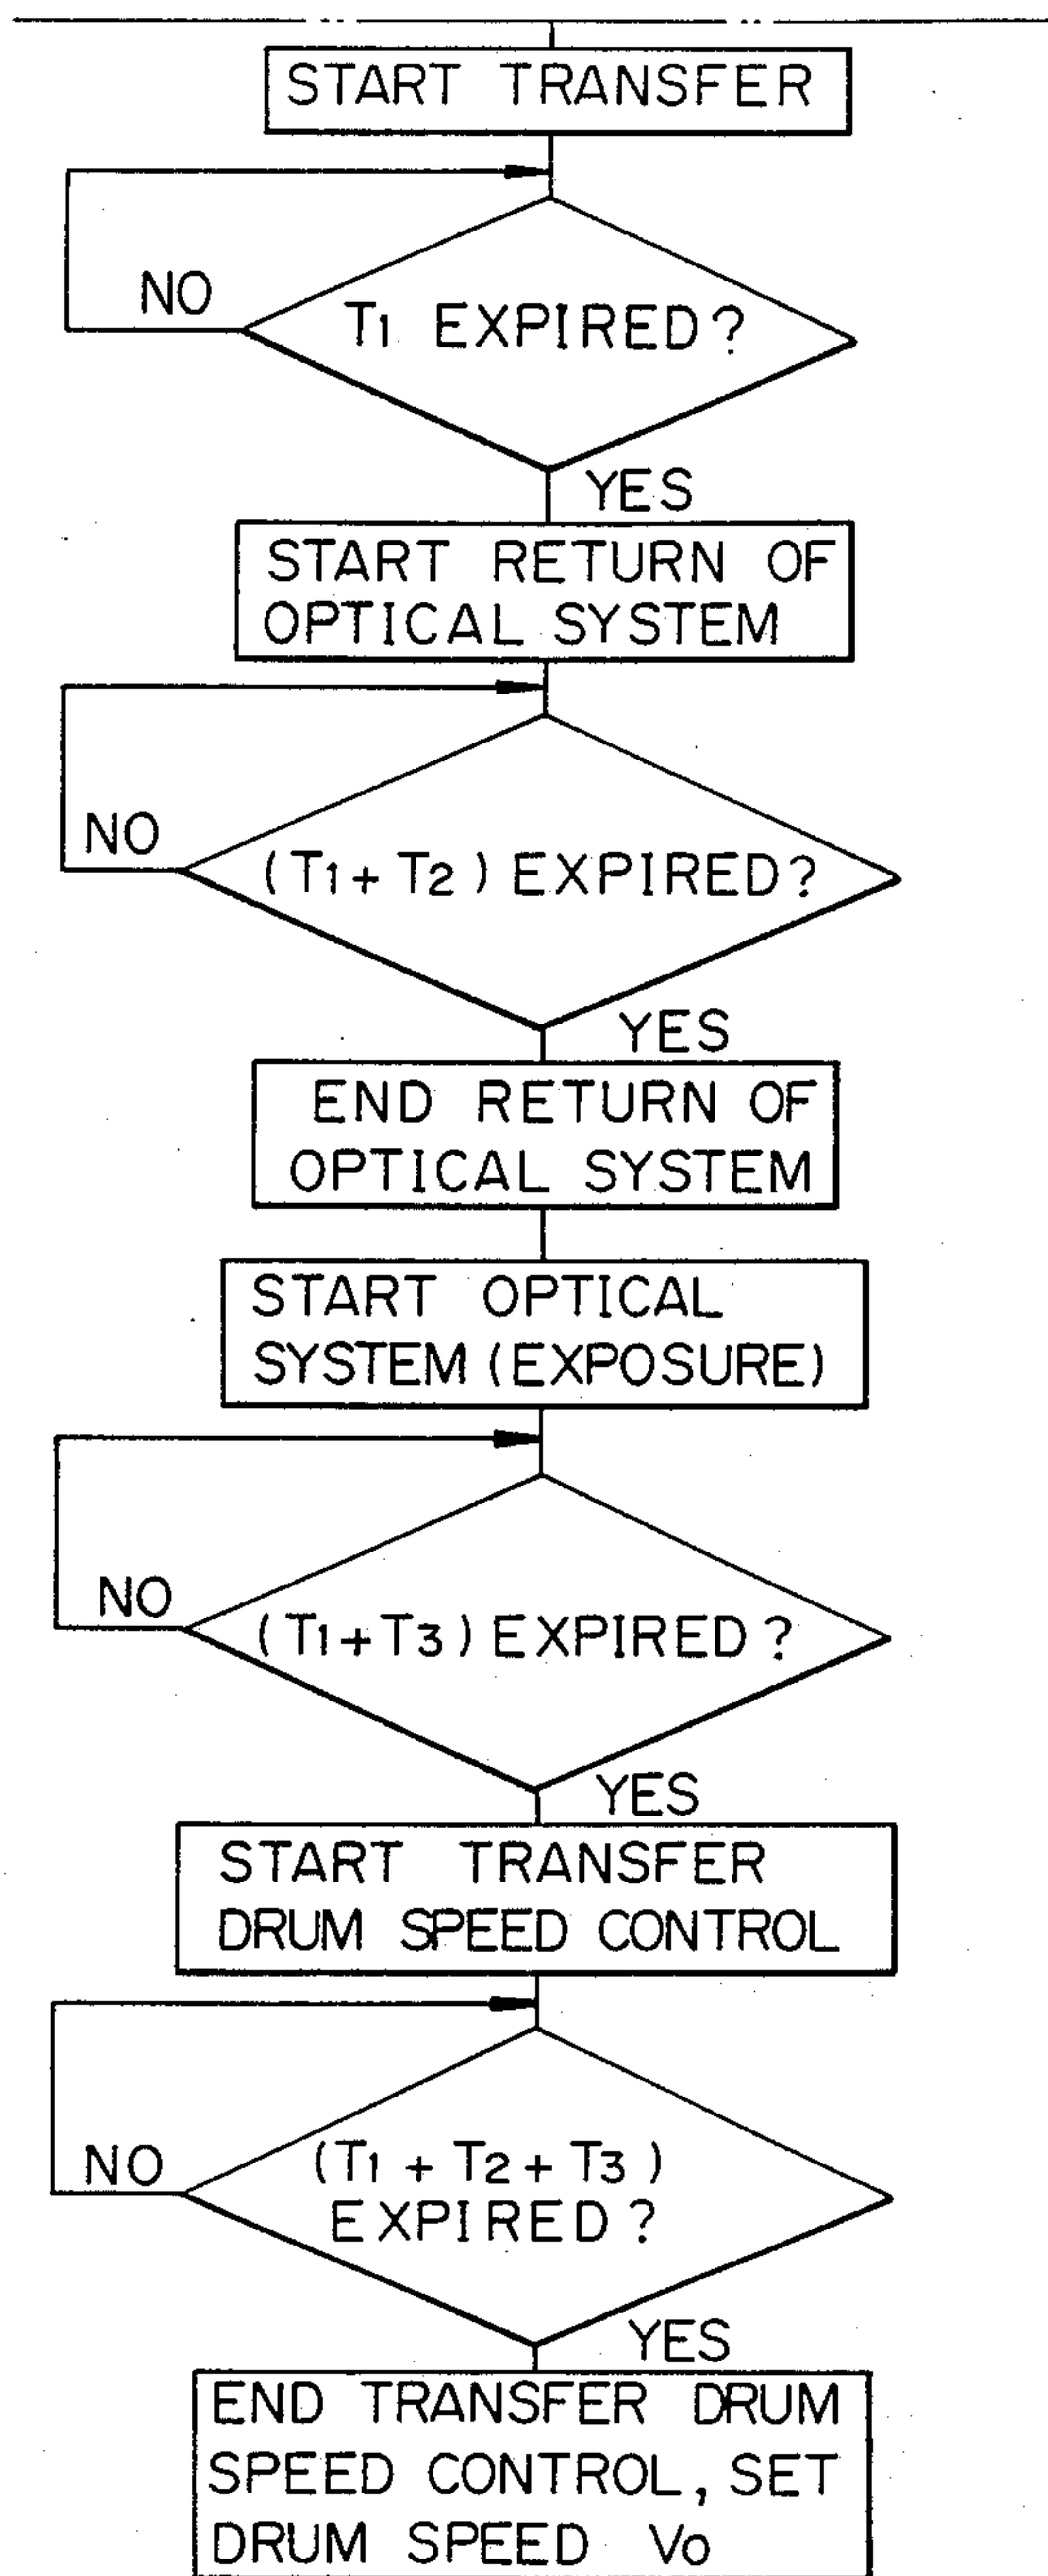 START TRANSFER
NO
T1 EXPIRED?
YES
START RETURN OF
OPTICAL SYSTEM
NO
(T1 + T2) EXPIRED?
YES
END RETURN OF
OPTICAL SYSTEM
START OPTICAL
SYSTEM (EXPOSURE)
NO
(T1 + T3) EXPIRED?
YES
START TRANSFER
DRUM SPEED CONTROL
NO
(T1 + T2 + T3)
EXPIRED?
YES
END TRANSFER DRUM
SPEED CONTROL, SET
DRUM SPEED Vo